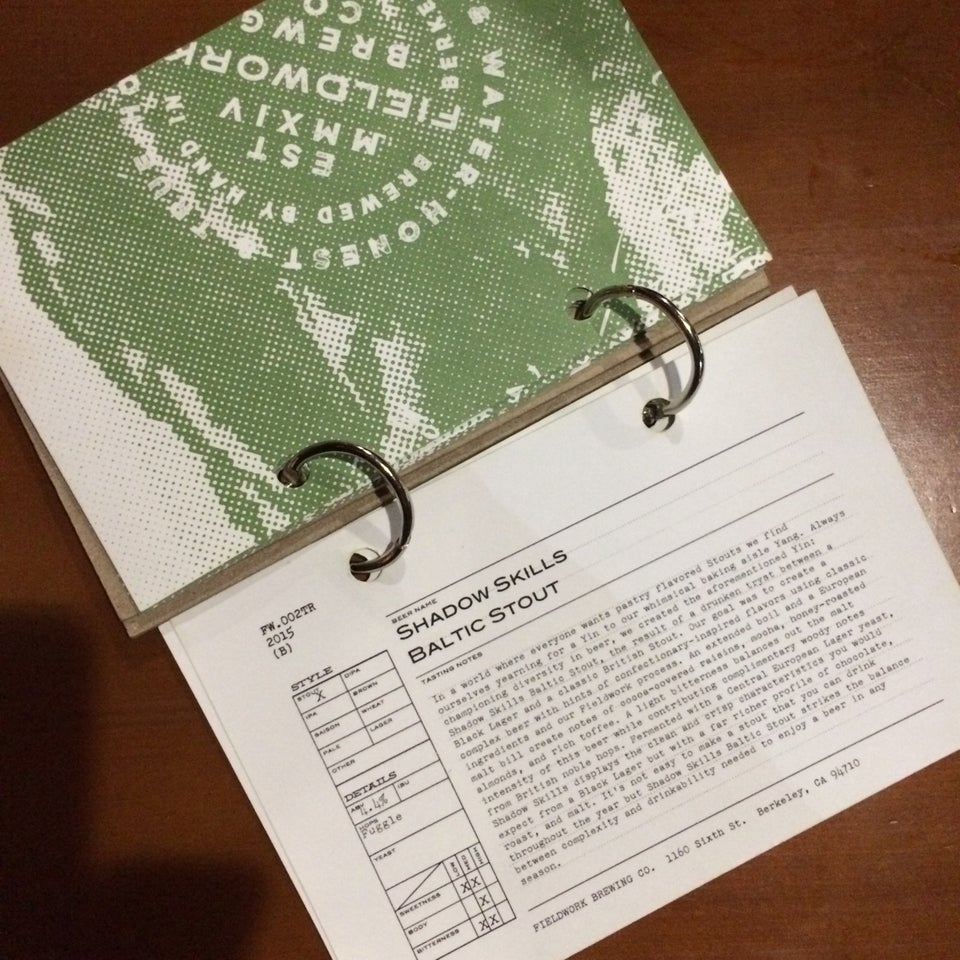 & WATER - HONEST
TRUE
BREWED BY HAND IN
BERKE
EST
MMXIV
FIELDWORK
BREWG
CO
FW.002TR
2015
(B)
BEER NAME
SHADOW SKILLS
BALTIC STOUT
TASTING NOTES
In a world where everyone wants pastry flavored Stouts we find
ourselves yearning for a Yin to our whimsical baking aisle Yang. Always
championing diversity in beer, we created the aforementioned Yin:
Shadow Skills Baltic Stout, the result of a drunken tryst between a
Black Lager and a classic British Stout. Our goal was to create a
complex beer with hints of confectionary-inspired flavors using classic
ingredients and our Fieldwork process. An extended boil and a European
malt bill create notes of cocoa-covered raisins, mocha, honey-roasted
almonds, and rich toffee. A light bitterness balances out the malt
intensity of this beer while contributing complimentary woody notes
from British noble hops. Fermented with a Central European Lager yeast,
Shadow Skills displays the clean and crisp characteristics you would
expect from a Black Lager but with a far richer profile of chocolate,
roast, and malt. It's not easy to make a stout that you can drink
throughout the year but Shadow Skills Baltic Stout strikes the balance
between complexity and drinkability needed to enjoy a beer in any
season.
STYLE
STOUT X DIPA
IPA BROWN
SAISON WHEAT
PALE LAGER
OTHER
DETAILS
ABV IBU
HOPS
Fuggle
YEAST
LOW MED HIGH
SWEETNESS X X
BODY X
BITTERNESS X X
FIELDWORK BREWING CO. 1160 Sixth St. Berkeley, CA 94710